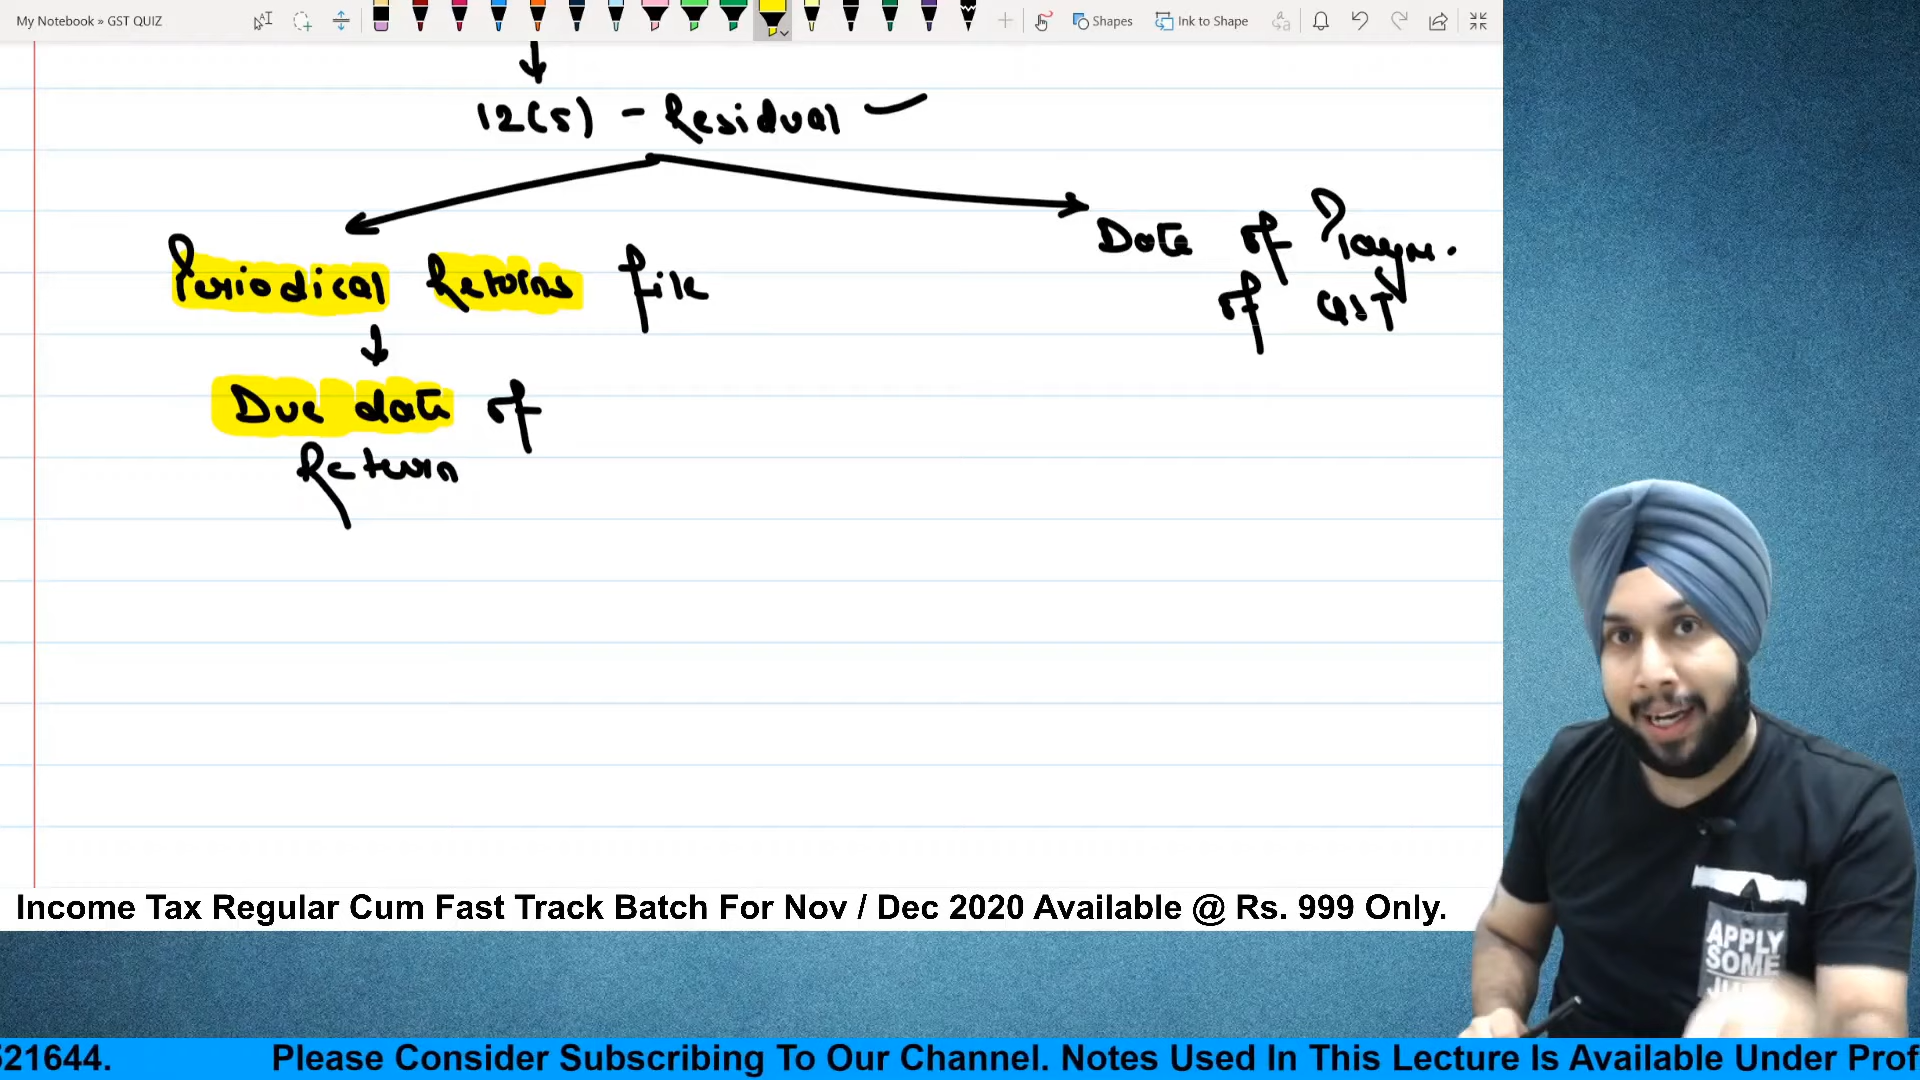 My Notebook » GST QUIZ
Shapes
Ink to Shape
12(5) - Residual
Periodical Returns file
Date of Paym.
of GST
Due date of
Return
APPLY
SOME
Income Tax Regular Cum Fast Track Batch For Nov / Dec 2020 Available @ Rs. 999 Only.
521644. Please Consider Subscribing To Our Channel. Notes Used In This Lecture Is Available Under Prof